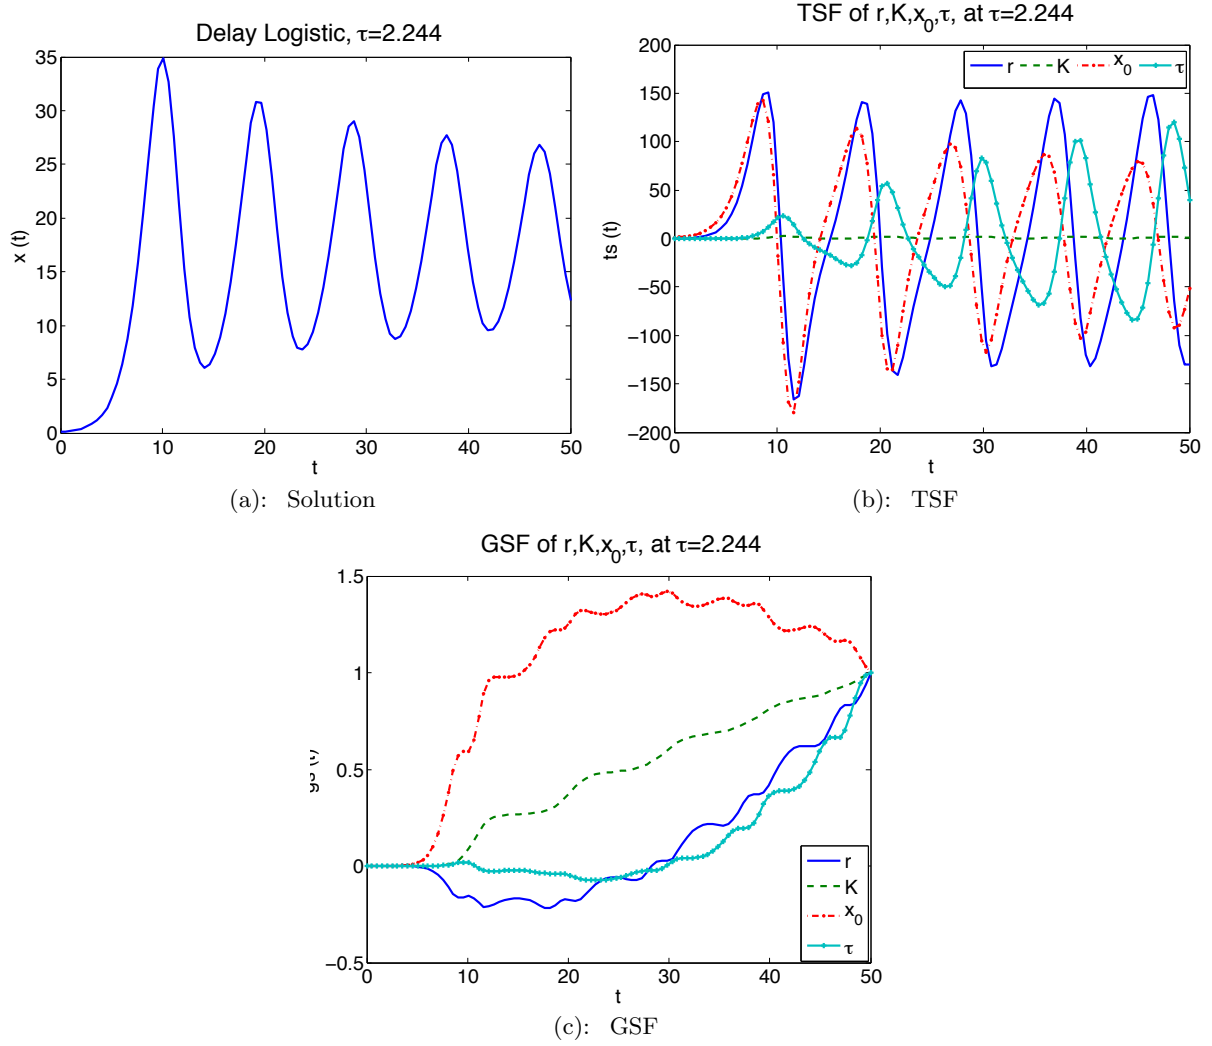 Delay Logistic, τ=2.244
35
30
25
20
15
10
5
0
x (t)
0 10 20 30 40 50
t
(a): Solution
TSF of r,K,x₀,τ, at τ=2.244
200
150
100
50
0
−50
−100
−150
−200
ts (t)
r K x₀ τ
0 10 20 30 40 50
t
(b): TSF
GSF of r,K,x₀,τ, at τ=2.244
1.5
1
0.5
0
−0.5
gs (t)
r
K
x₀
τ
0 10 20 30 40 50
t
(c): GSF